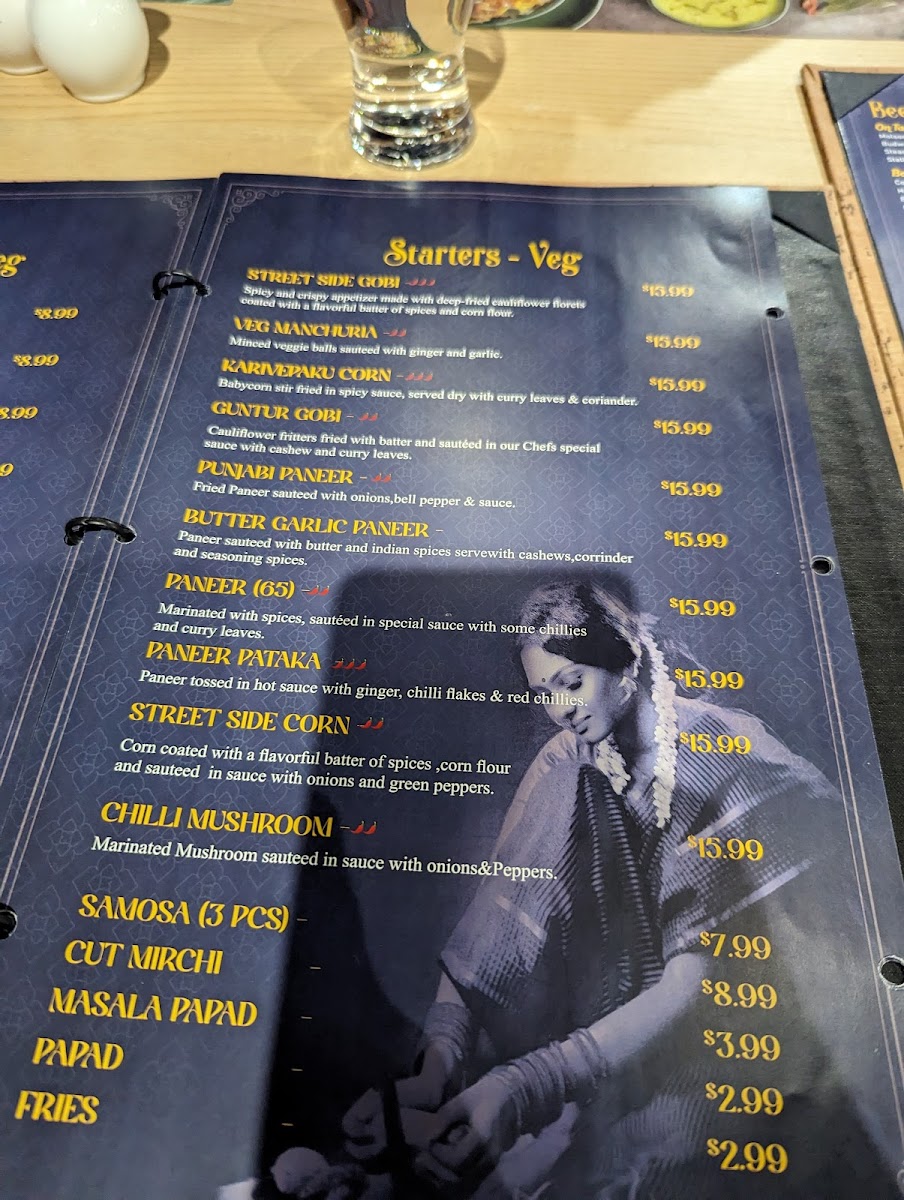 eg
$8.99
$8.99
8.99
9
Starters - Veg
STREET SIDE GOBI - $15.99
Spicy and crispy appetizer made with deep-fried cauliflower florets
coated with a flavorful batter of spices and corn flour.
VEG MANCHURIA - $15.99
Minced veggie balls sauteed with ginger and garlic.
KARIVEPAKU CORN - $15.99
Babycorn stir fried in spicy sauce, served dry with curry leaves & coriander.
GUNTUR GOBI - $15.99
Cauliflower fritters fried with batter and sautéed in our Chefs special
sauce with cashew and curry leaves.
PUNJABI PANEER - $15.99
Fried Paneer sauteed with onions,bell pepper & sauce.
BUTTER GARLIC PANEER - $15.99
Paneer sauteed with butter and indian spices servewith cashews,corrinder
and seasoning spices.
PANEER (65) - $15.99
Marinated with spices, sautéed in special sauce with some chillies
and curry leaves.
PANEER PATAKA - $15.99
Paneer tossed in hot sauce with ginger, chilli flakes & red chillies.
STREET SIDE CORN - $15.99
Corn coated with a flavorful batter of spices ,corn flour
and sauteed in sauce with onions and green peppers.
CHILLI MUSHROOM - $15.99
Marinated Mushroom sauteed in sauce with onions&Peppers.
SAMOSA (3 PCS) - $7.99
CUT MIRCHI - $8.99
MASALA PAPAD - $3.99
PAPAD - $2.99
FRIES - $2.99
Bee
On Ta